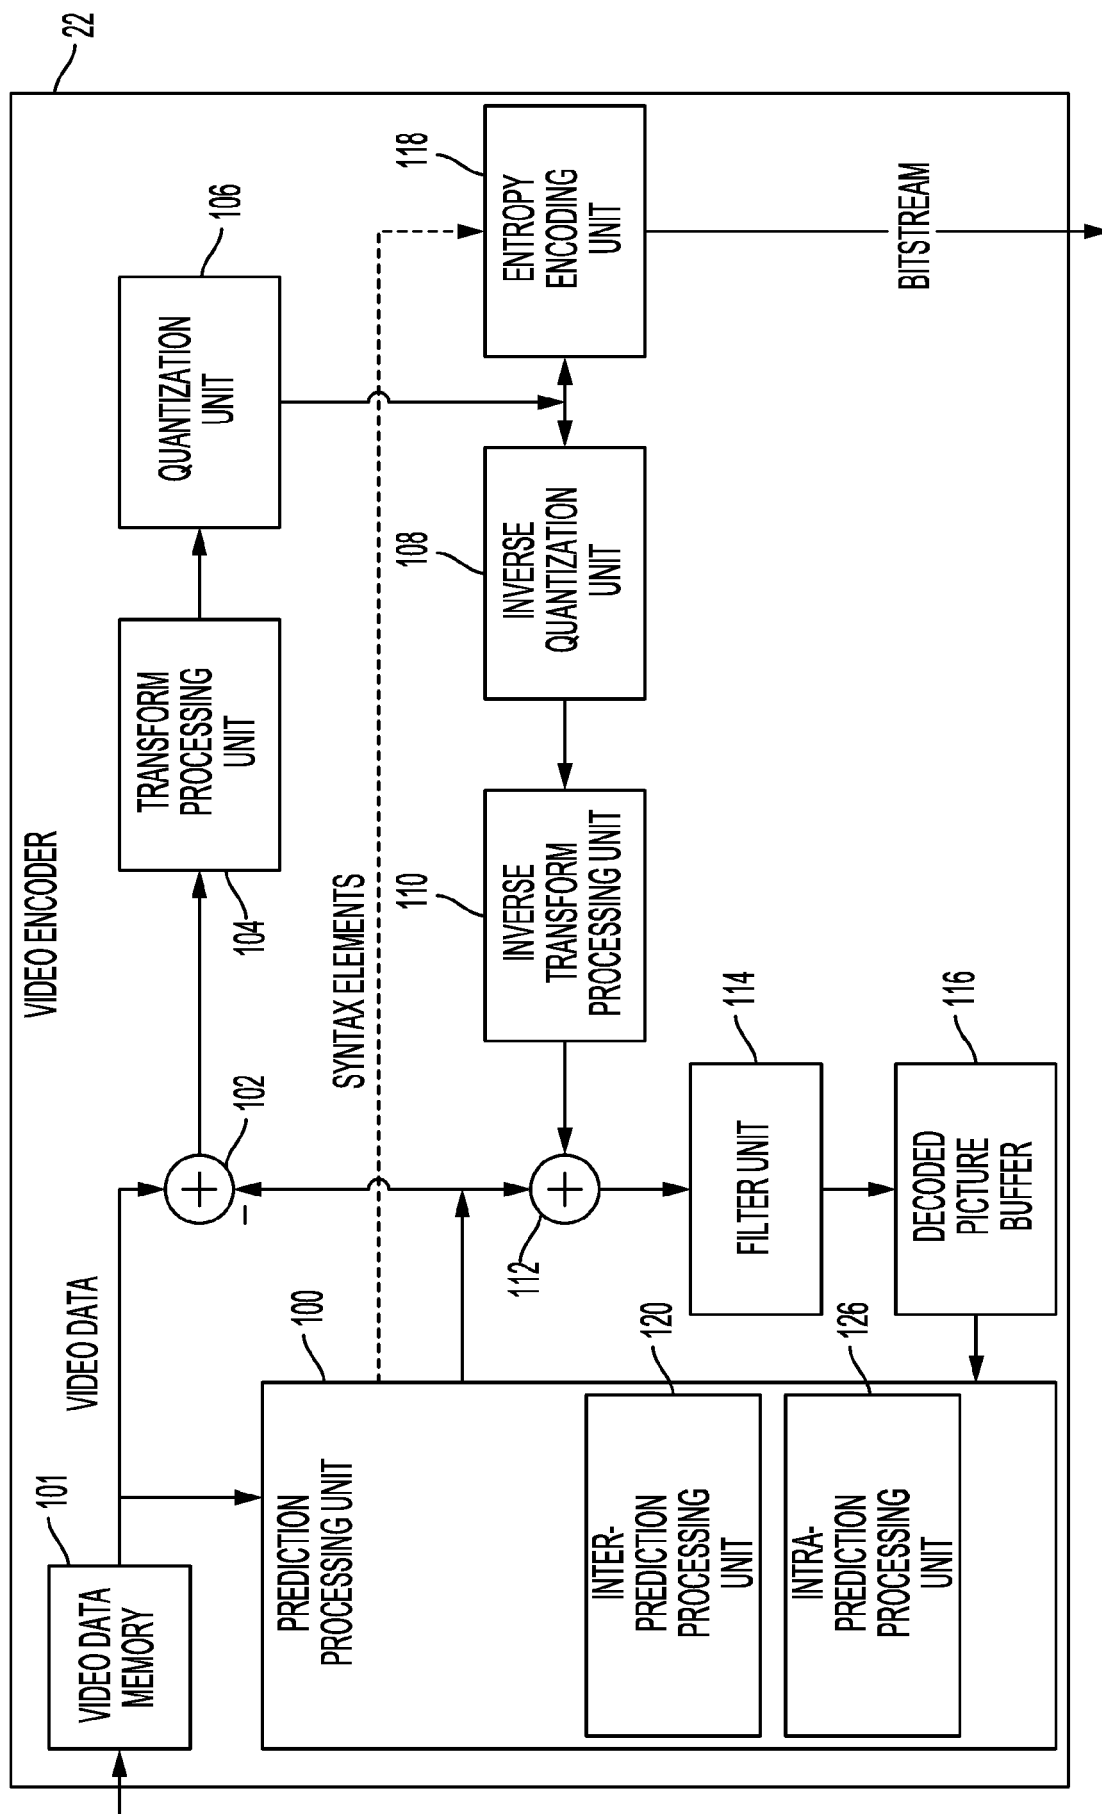 VIDEO ENCODER
22
VIDEO DATA
MEMORY
101
VIDEO DATA
102
TRANSFORM
PROCESSING
UNIT
104
QUANTIZATION
UNIT
106
PREDICTION
PROCESSING UNIT
100
SYNTAX ELEMENTS
+
−
+
112
INVERSE
TRANSFORM
PROCESSING UNIT
110
INVERSE
QUANTIZATION
UNIT
108
ENTROPY
ENCODING
UNIT
118
INTER-
PREDICTION
PROCESSING
UNIT
120
FILTER UNIT
114
INTRA-
PREDICTION
PROCESSING
UNIT
126
DECODED
PICTURE
BUFFER
116
BITSTREAM